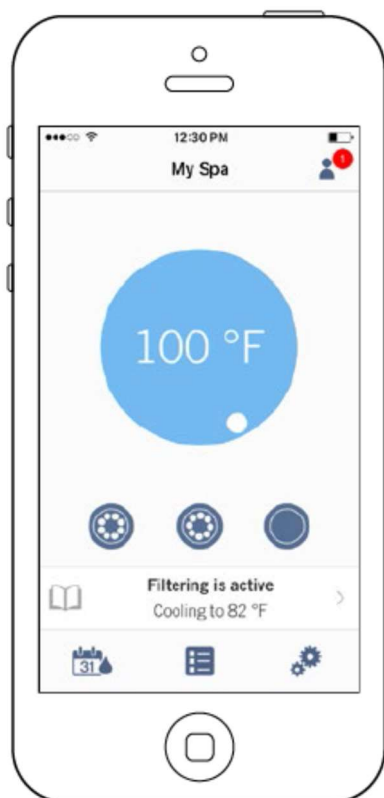 12:30 PM
My Spa
1
100 °F
Filtering is active
Cooling to 82 °F
31